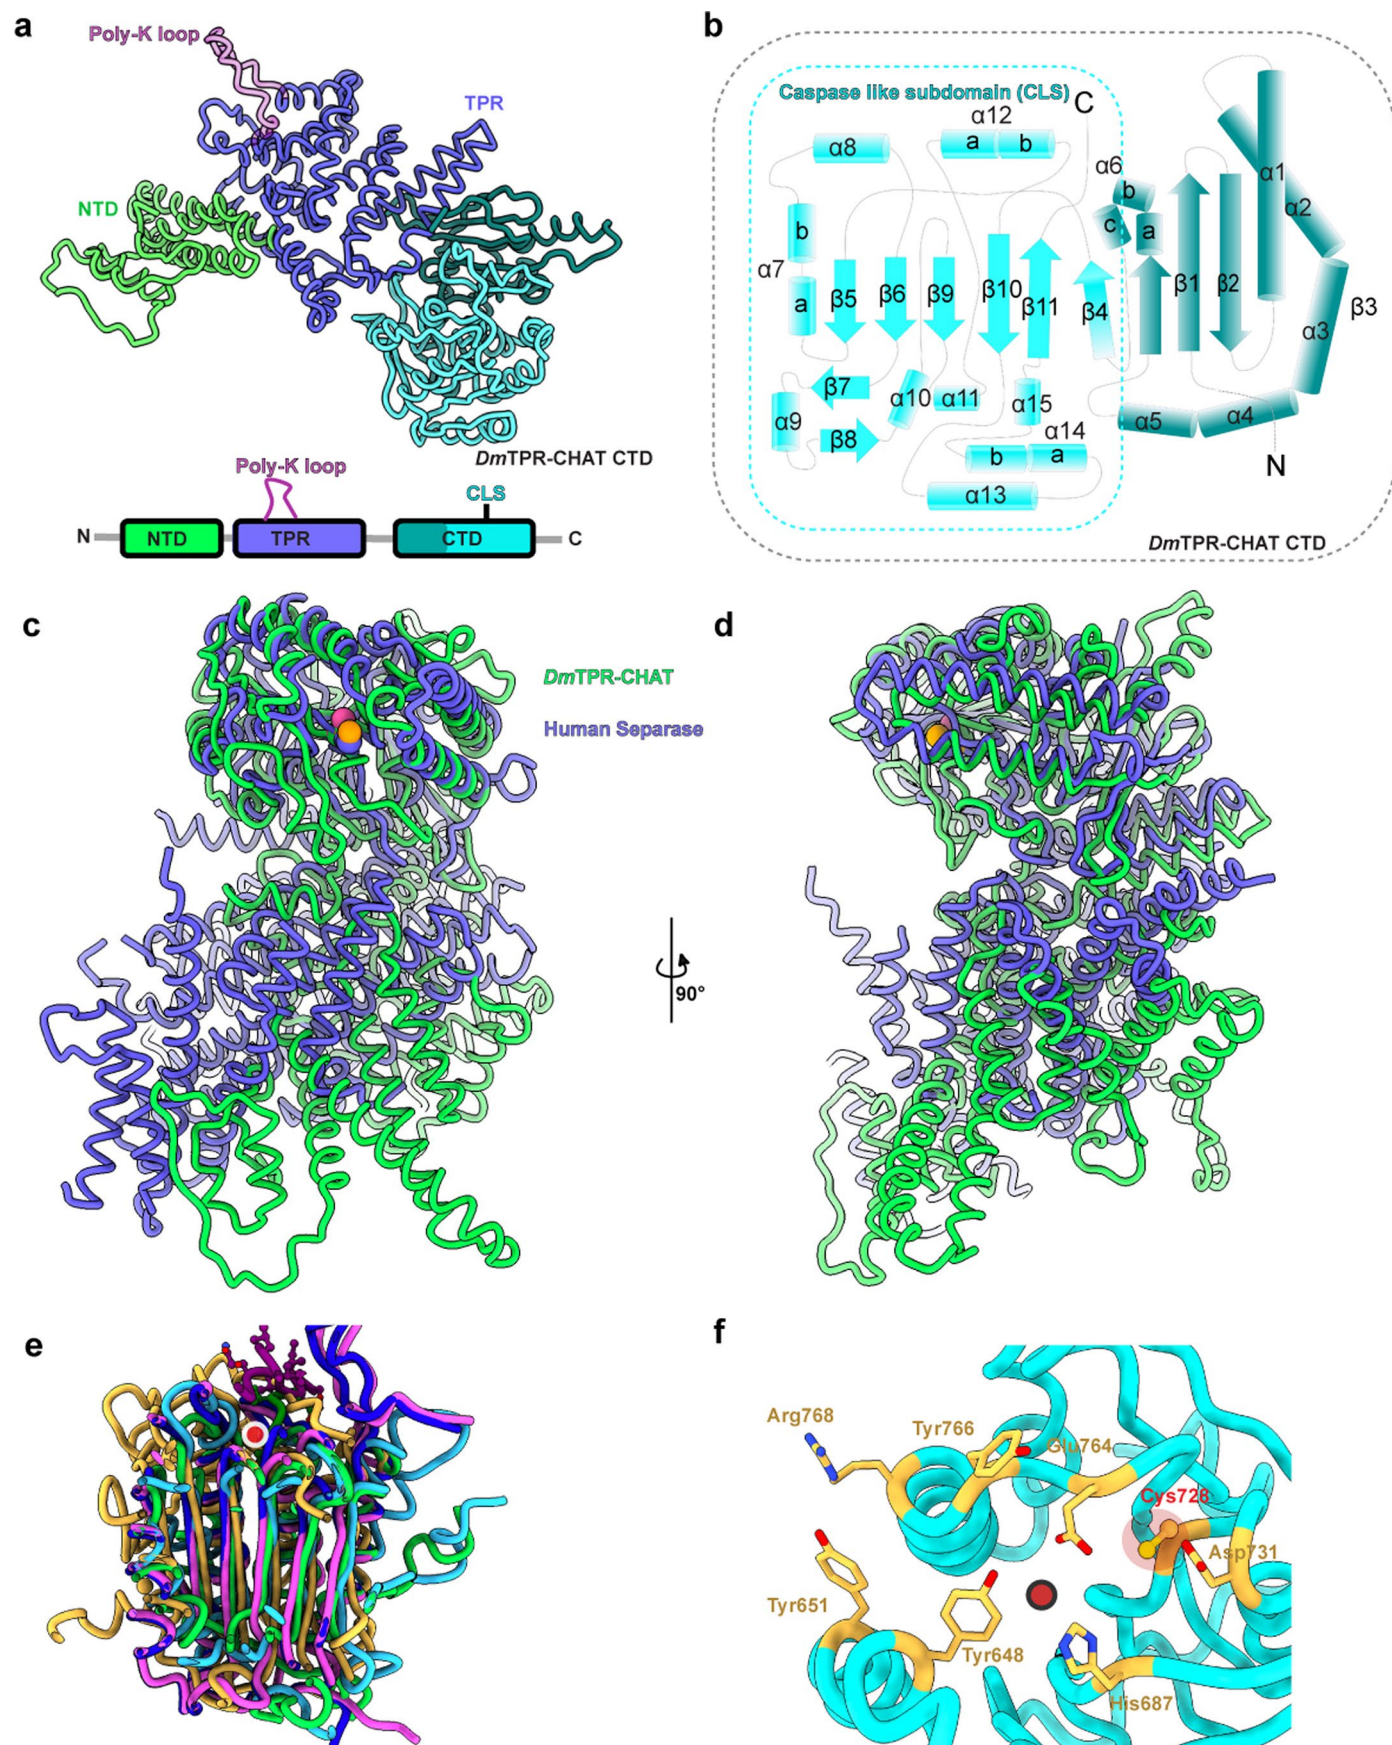 a
Poly-K loop
TPR
NTD
DmTPR-CHAT CTD
Poly-K loop
CLS
N
NTD
TPR
CTD
C
b
Caspase like subdomain (CLS)
C
α12
a
b
α8
α6
b
c
a
α1
α2
b
α7
a
β5
β6
β9
β10
β11
β4
β1
β2
α3
β3
β7
α10
α11
α15
α9
β8
α5
α4
α14
b
a
α13
N
DmTPR-CHAT CTD
c
DmTPR-CHAT
Human Separase
90°
d
e
f
Arg768
Tyr766
Glu764
Cys728
Asp731
Tyr651
Tyr648
His687